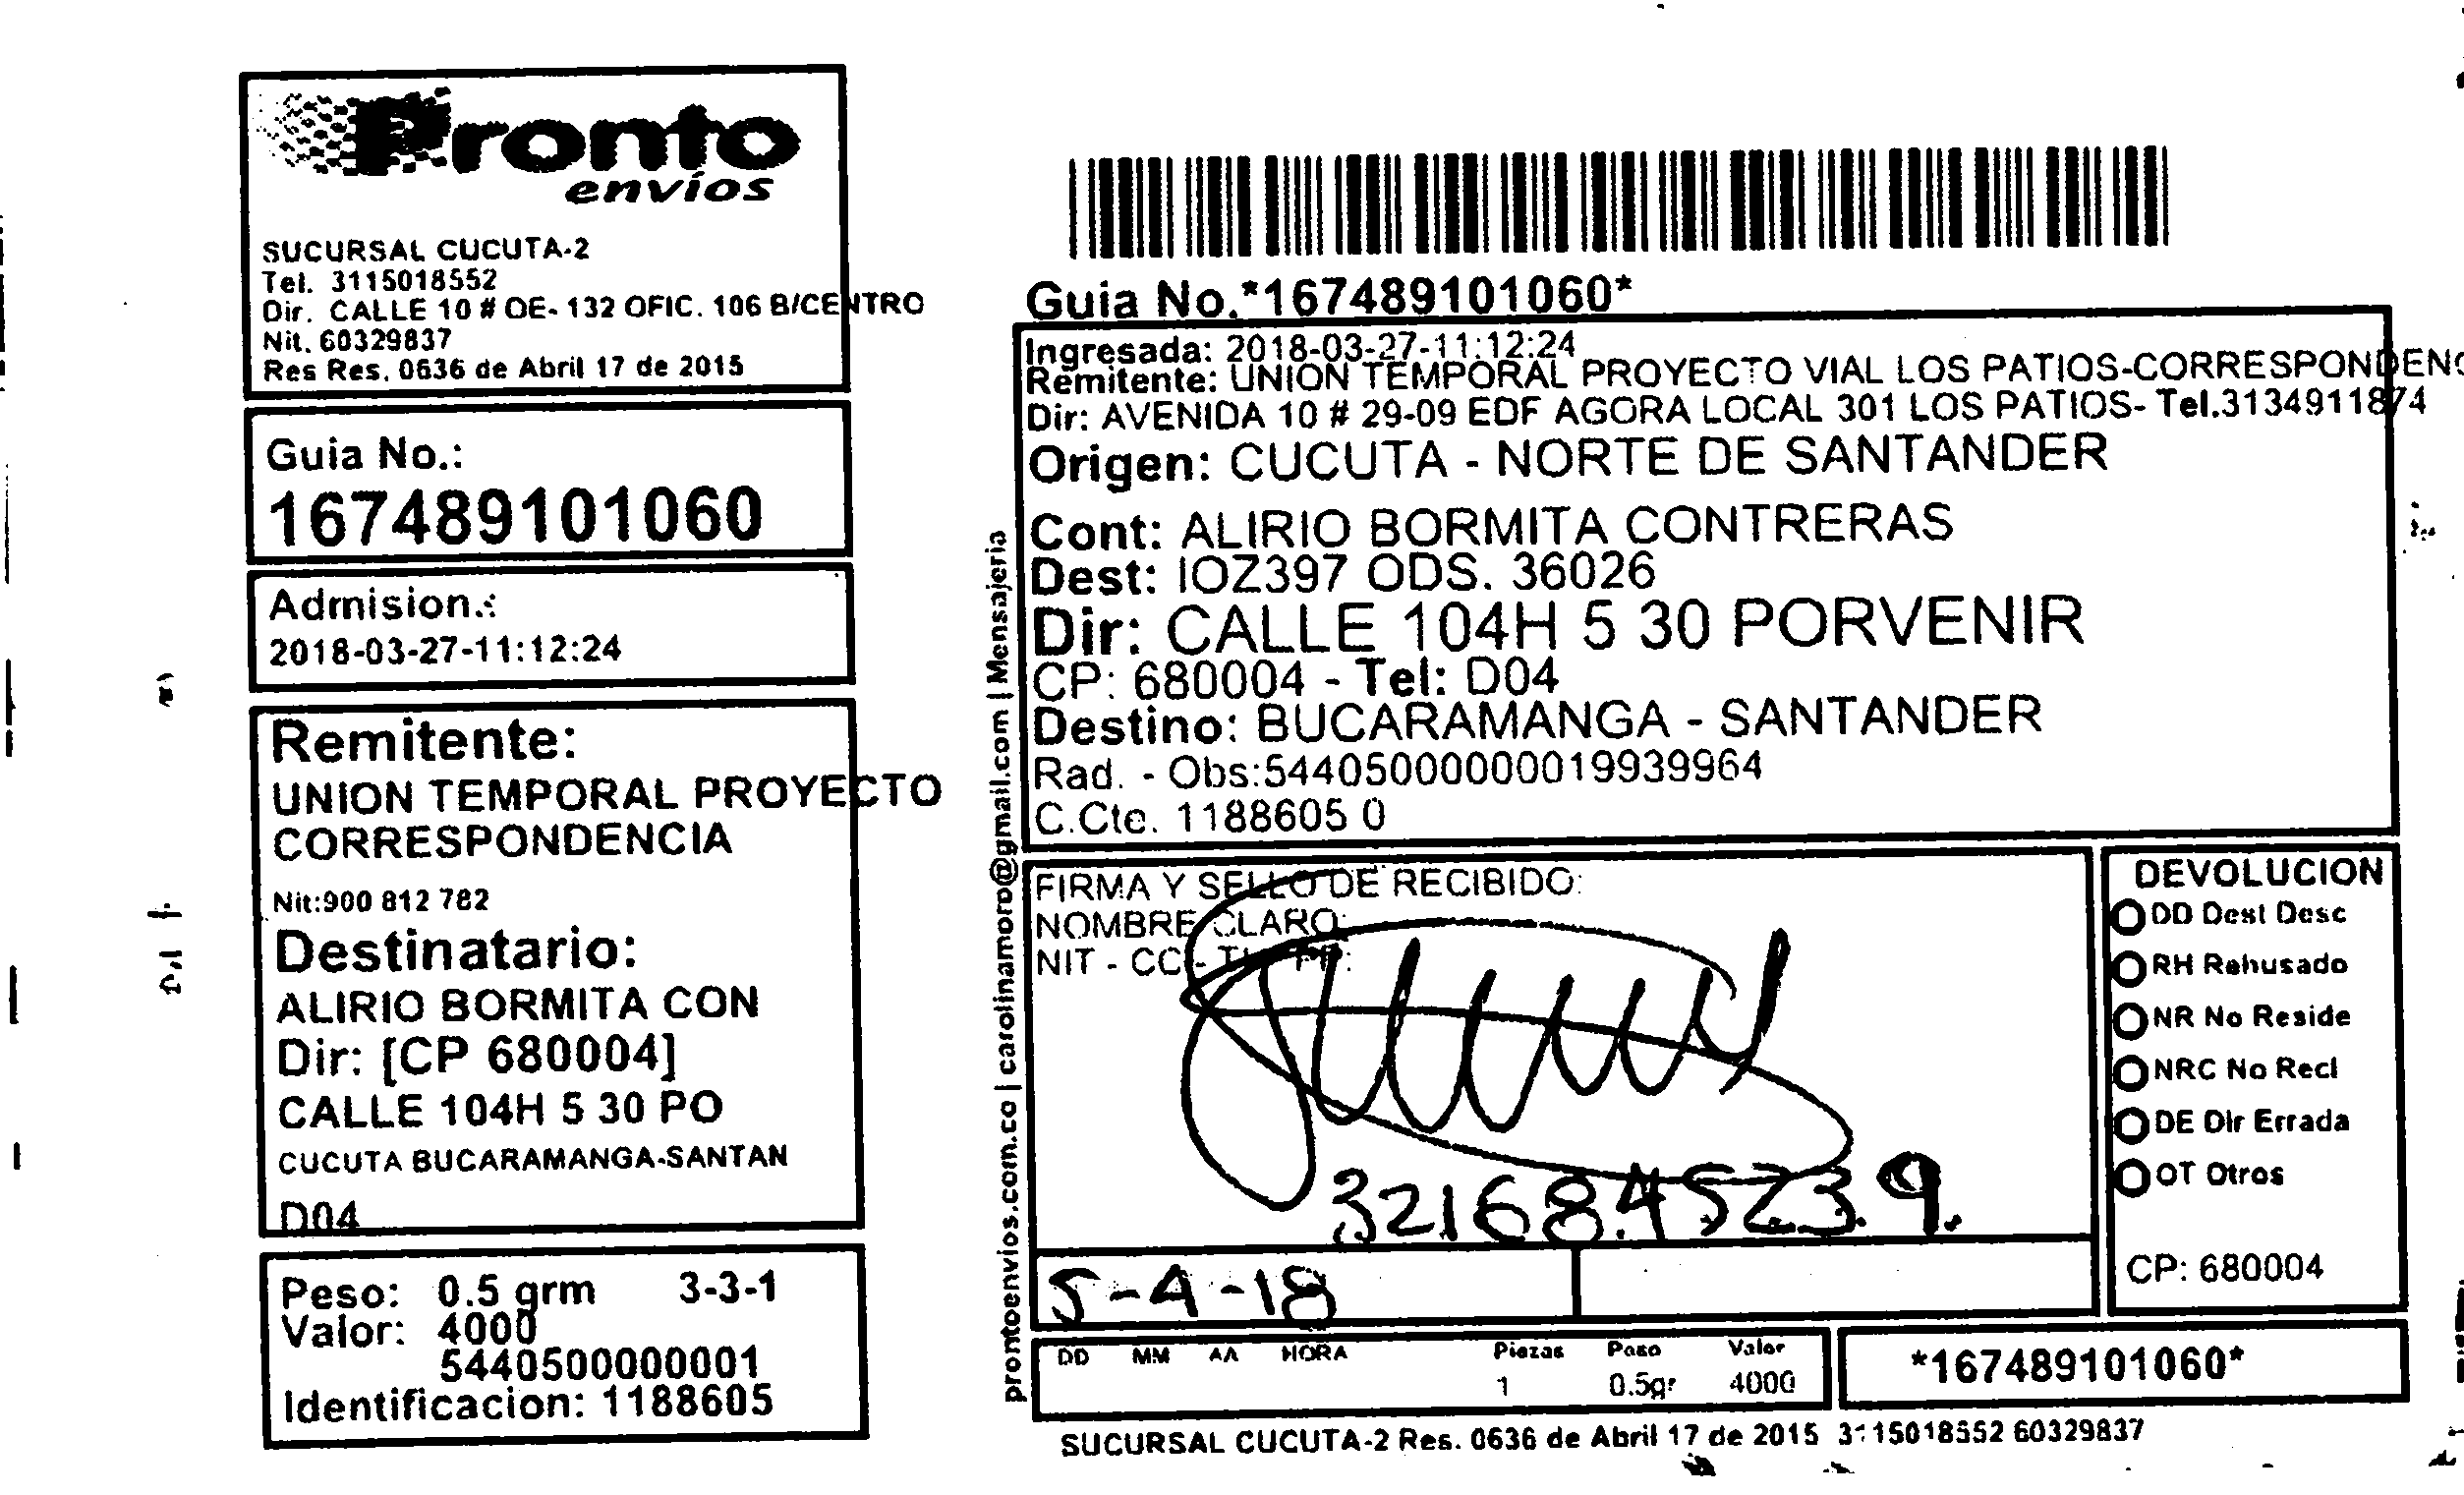 Pronto
envíos
SUCURSAL CUCUTA-2
Tel. 3115018552
Dir. CALLE 10 # OE- 132 OFIC. 106 B/CENTRO
Nit. 60329837
Res Res. 0636 de Abril 17 de 2015
Guia No.:
167489101060
Admision.:
2018-03-27-11:12:24
Remitente:
UNION TEMPORAL PROYECTO
CORRESPONDENCIA
Nit:900 812 782
Destinatario:
ALIRIO BORMITA CON
Dir: [CP 680004]
CALLE 104H 5 30 PO
CUCUTA BUCARAMANGA-SANTAN
D04
Peso: 0.5 grm 3-3-1
Valor: 4000
5440500000001
Identificacion: 1188605
prontoenvios.com.co | carolinamoro@gmail.com | Mensajeria
Guia No.*167489101060*
Ingresada: 2018-03-27-11:12:24
Remitente: UNION TEMPORAL PROYECTO VIAL LOS PATIOS-CORRESPONDENC
Dir: AVENIDA 10 # 29-09 EDF AGORA LOCAL 301 LOS PATIOS- Tel.3134911874
Origen: CUCUTA - NORTE DE SANTANDER
Cont: ALIRIO BORMITA CONTRERAS
Dest: IOZ397 ODS. 36026
Dir: CALLE 104H 5 30 PORVENIR
CP: 680004 - Tel: D04
Destino: BUCARAMANGA - SANTANDER
Rad. - Obs:54405000000019939964
C.Cte. 1188605 0
FIRMA Y SELLO DE RECIBIDO:
NOMBRE CLARO:
NIT - CC - TI - PP:
3216845239.
5-4-18
DD MM AA HORA Piezas Peso Valor
1 0.5gr 4000
DEVOLUCION
DD Dest Desc
RH Rehusado
NR No Reside
NRC No Recl
DE Dir Errada
OT Otros
CP: 680004
*167489101060*
SUCURSAL CUCUTA-2 Res. 0636 de Abril 17 de 2015 3115018552 60329837